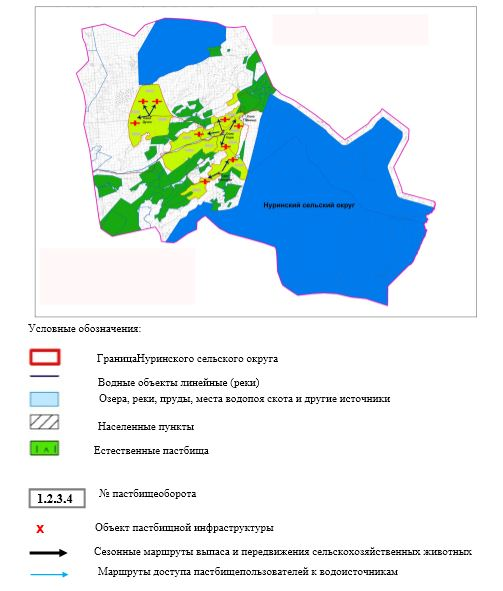 Нуринский сельский округ
Условные обозначения:
ГраницаНуринского сельского округа
Водные объекты линейные (реки)
Озера, реки, пруды, места водопоя скота и другие источники
Населенные пункты
Естественные пастбища
1.2.3.4 № пастбищеоборота
Х Объект пастбищной инфраструктуры
Сезонные маршруты выпаса и передвижения сельскохозяйственных животных
Маршруты доступа пастбищепользователей к водоисточникам